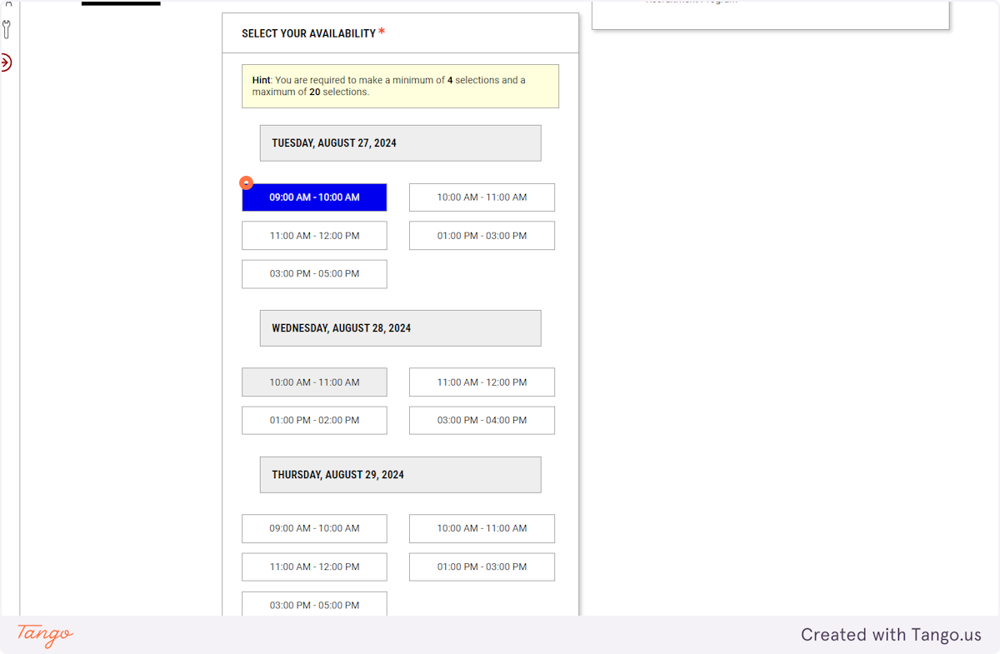 SELECT YOUR AVAILABILITY *
Hint: You are required to make a minimum of 4 selections and a
maximum of 20 selections.
TUESDAY, AUGUST 27, 2024
09:00 AM - 10:00 AM
10:00 AM - 11:00 AM
11:00 AM - 12:00 PM
01:00 PM - 03:00 PM
03:00 PM - 05:00 PM
WEDNESDAY, AUGUST 28, 2024
10:00 AM - 11:00 AM
11:00 AM - 12:00 PM
01:00 PM - 02:00 PM
03:00 PM - 04:00 PM
THURSDAY, AUGUST 29, 2024
09:00 AM - 10:00 AM
10:00 AM - 11:00 AM
11:00 AM - 12:00 PM
01:00 PM - 03:00 PM
03:00 PM - 05:00 PM
Tango
Created with Tango.us